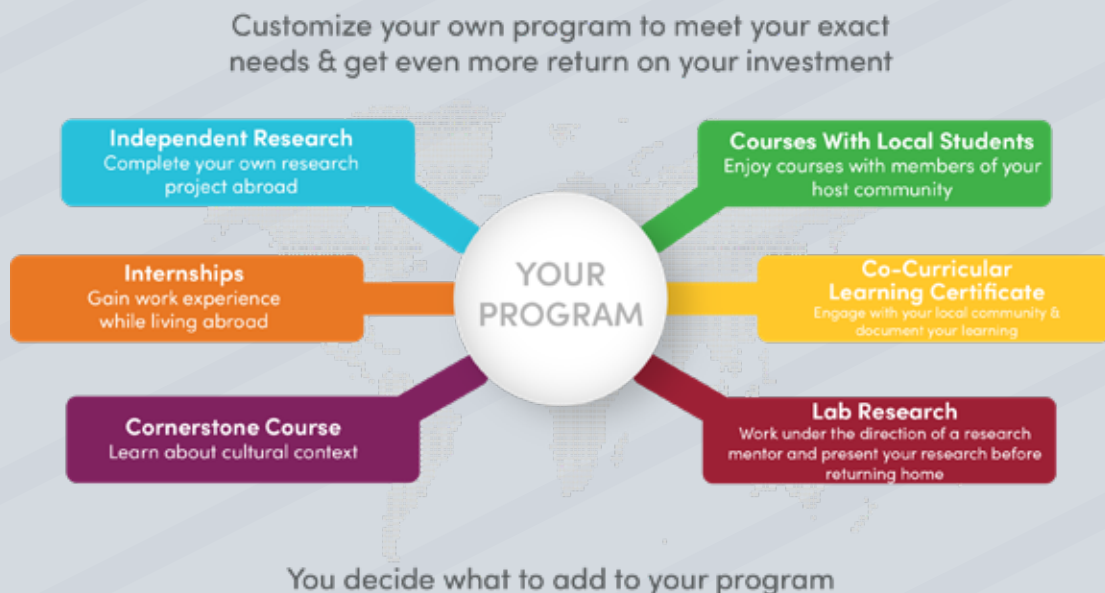 Customize your own program to meet your exact
needs & get even more return on your investment
Independent Research
Complete your own research
project abroad
Internships
Gain work experience
while living abroad
Cornerstone Course
Learn about cultural context
YOUR
PROGRAM
Courses With Local Students
Enjoy courses with members of your
host community
Co-Curricular
Learning Certificate
Engage with your local community &
document your learning
Lab Research
Work under the direction of a research
mentor and present your research before
returning home
You decide what to add to your program